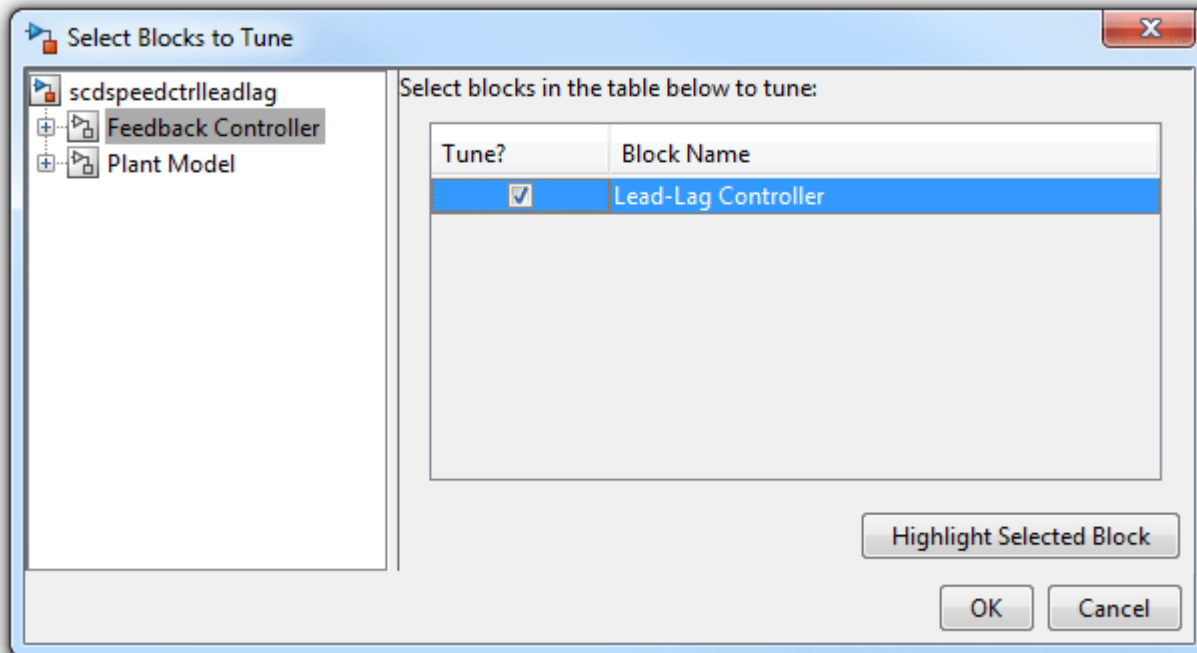 Select Blocks to Tune
scdspeedctrlleadlag
Feedback Controller
Plant Model
Select blocks in the table below to tune:
Tune? Block Name
Lead-Lag Controller
Highlight Selected Block
OK Cancel